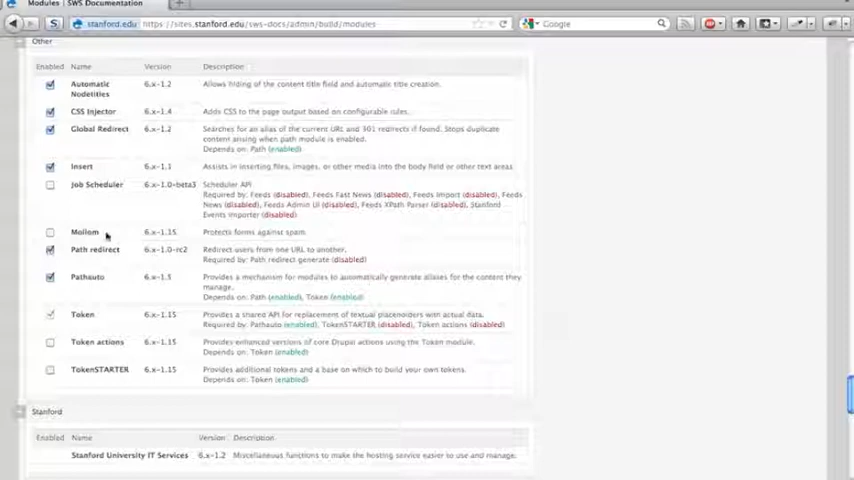 Modules | SWS Documentation
stanford.edu https://sites.stanford.edu/sws-docs/admin/build/modules
Google
Other
Enabled Name Version Description
Automatic Nodetitles 6.x-1.2 Allows hiding of the content title field and automatic title creation.
CSS Injector 6.x-1.4 Adds CSS to the page output based on configurable rules.
Global Redirect 6.x-1.2 Searches for an alias of the current URL and 301 redirects if found. Stops duplicate
content arising when path module is enabled.
Depends on: Path (enabled)
Insert 6.x-1.1 Assists in inserting files, images, or other media into the body field or other text areas.
Job Scheduler 6.x-1.0-beta3 Scheduler API
Required by: Feeds (disabled), Feeds Fast News (disabled), Feeds Import (disabled), Feeds
News (disabled), Feeds Admin UI (disabled), Feeds XPath Parser (disabled), Stanford
Events Importer (disabled)
Mollom 6.x-1.15 Protects forms against spam.
Path redirect 6.x-1.0-rc2 Redirect users from one URL to another.
Required by: Path redirect generate (disabled)
Pathauto 6.x-1.5 Provides a mechanism for modules to automatically generate aliases for the content they
manage.
Depends on: Path (enabled), Token (enabled)
Token 6.x-1.15 Provides a shared API for replacement of textual placeholders with actual data.
Required by: Pathauto (enabled), TokenSTARTER (disabled), Token actions (disabled)
Token actions 6.x-1.15 Provides enhanced versions of core Drupal actions using the Token module.
Depends on: Token (enabled)
TokenSTARTER 6.x-1.15 Provides additional tokens and a base on which to build your own tokens.
Depends on: Token (enabled)
Stanford
Enabled Name Version Description
Stanford University IT Services 6.x-1.2 Miscellaneous functions to make the hosting service easier to use and manage.